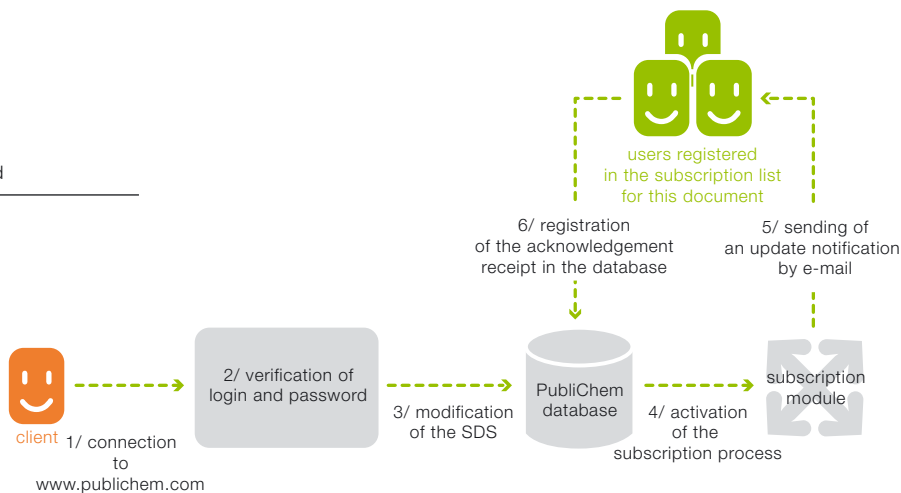 d
users registered
in the subscription list
for this document
6/ registration
of the acknowledgement
receipt in the database
5/ sending of
an update notification
by e-mail
client
1/ connection
to
www.publichem.com
2/ verification of
login and password
3/ modification
of the SDS
PubliChem
database
4/ activation
of the
subscription process
subscription
module